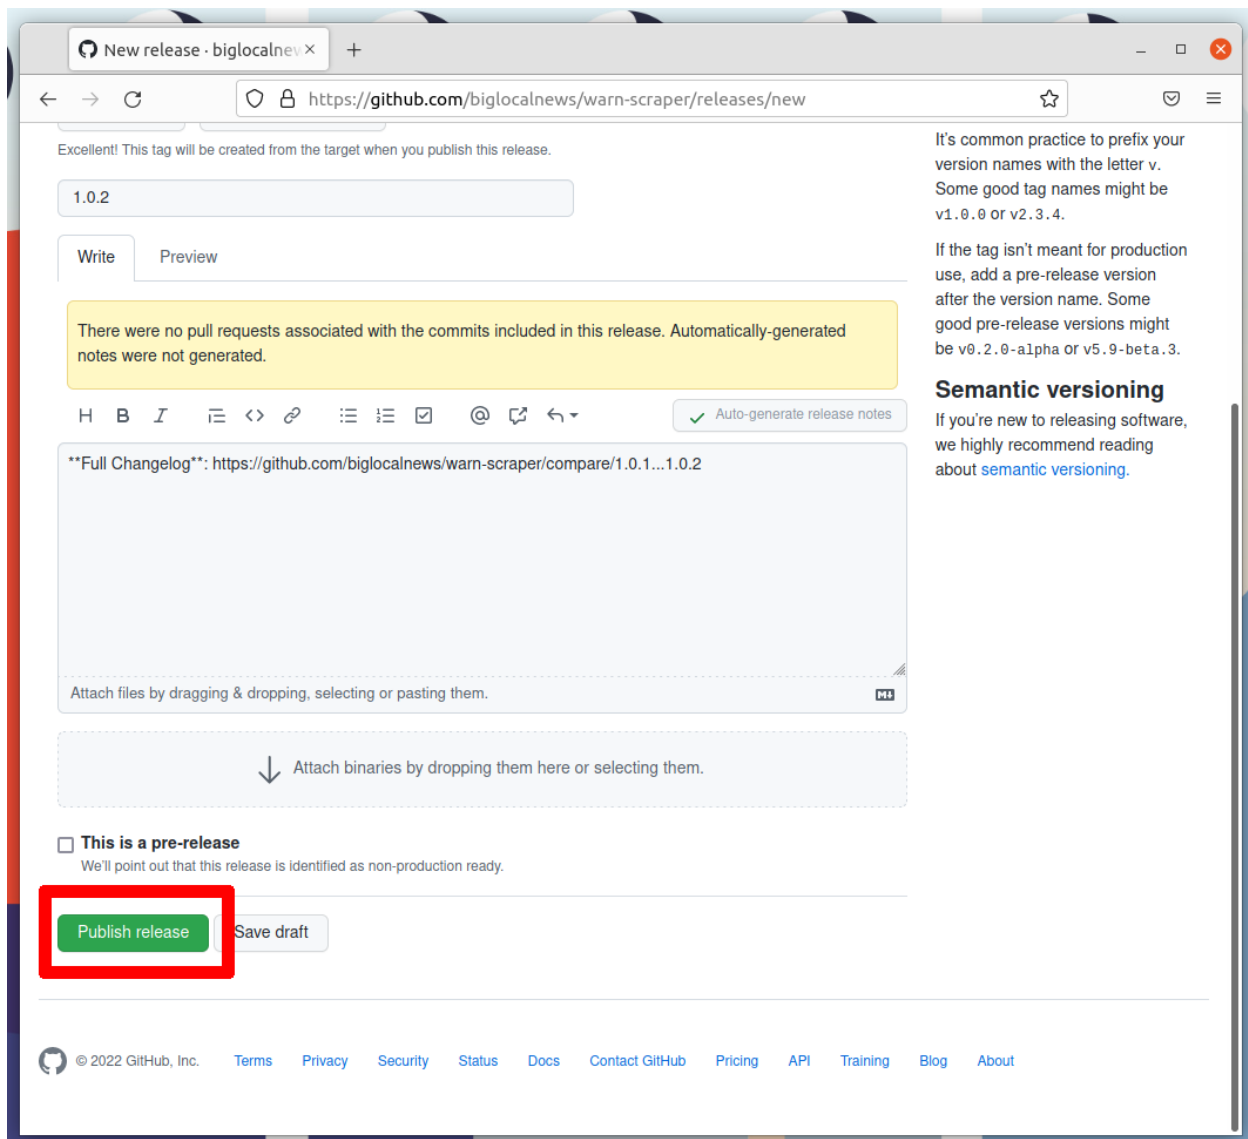 New release · biglocalnew
https://github.com/biglocalnews/warn-scraper/releases/new
Excellent! This tag will be created from the target when you publish this release.
1.0.2
Write Preview
There were no pull requests associated with the commits included in this release. Automatically-generated
notes were not generated.
H B I @ Auto-generate release notes
**Full Changelog**: https://github.com/biglocalnews/warn-scraper/compare/1.0.1...1.0.2
Attach files by dragging & dropping, selecting or pasting them.
Attach binaries by dropping them here or selecting them.
This is a pre-release
We'll point out that this release is identified as non-production ready.
Publish release Save draft
It's common practice to prefix your
version names with the letter v.
Some good tag names might be
v1.0.0 or v2.3.4.
If the tag isn't meant for production
use, add a pre-release version
after the version name. Some
good pre-release versions might
be v0.2.0-alpha or v5.9-beta.3.
Semantic versioning
If you're new to releasing software,
we highly recommend reading
about semantic versioning.
© 2022 GitHub, Inc. Terms Privacy Security Status Docs Contact GitHub Pricing API Training Blog About